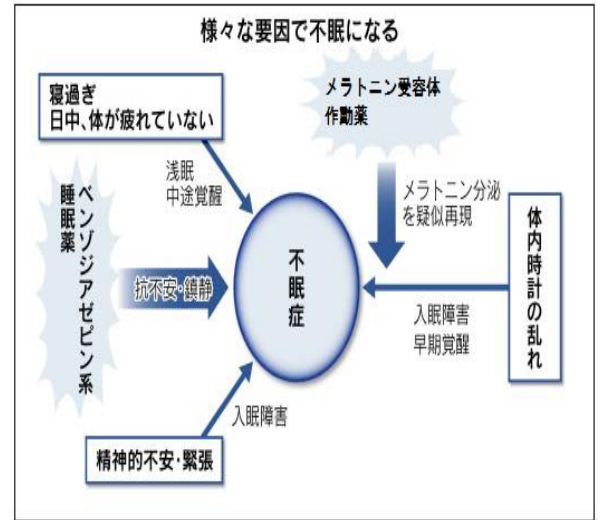 様々な要因で不眠になる
寝過ぎ
日中、体が疲れていない
メラトニン受容体
作動薬
浅眠
中途覚醒
メラトニン分泌
を疑似再現
ベンゾジアゼピン系
睡眠薬
抗不安・鎮静
不眠症
体内時計の乱れ
入眠障害
早期覚醒
入眠障害
精神的不安・緊張